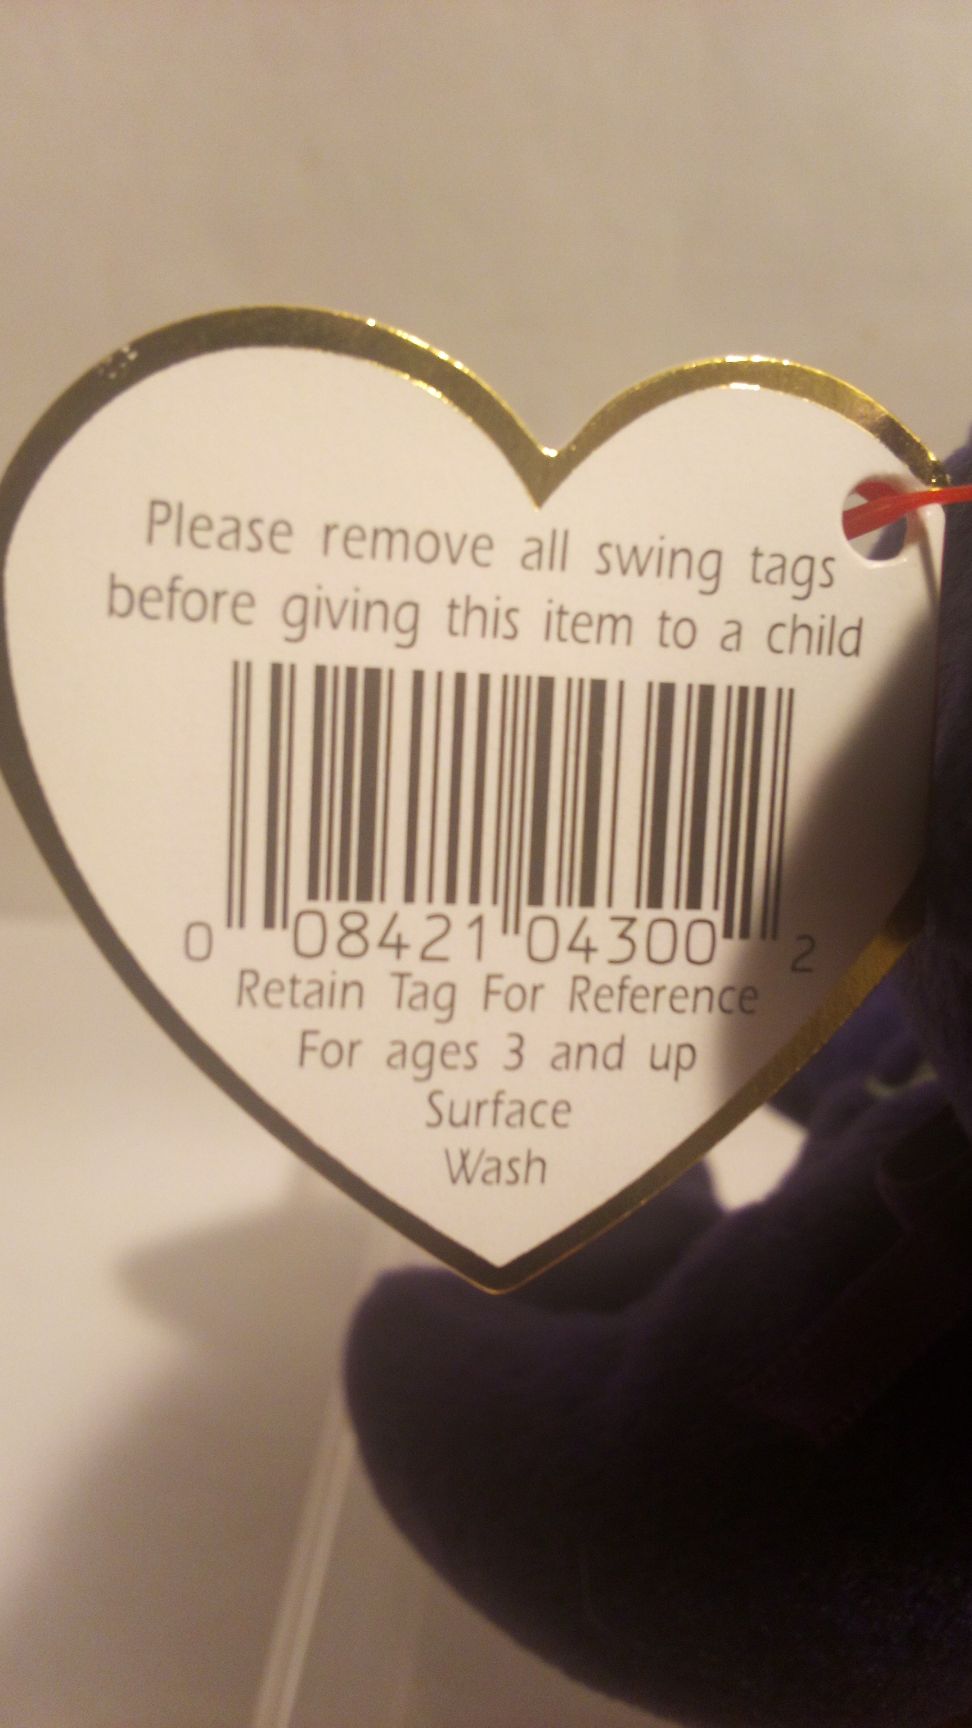 Please remove all swing tags
before giving this item to a child
0 08421 04300 2
Retain Tag For Reference
For ages 3 and up
Surface
Wash